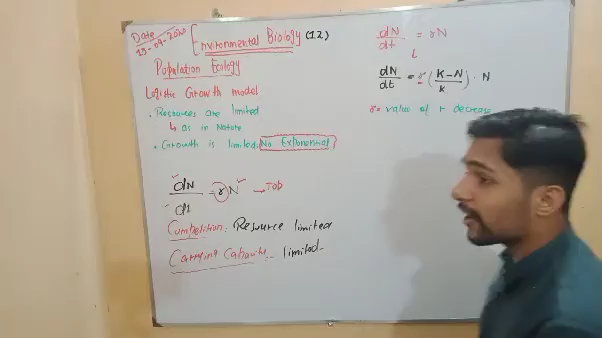 Date
13-04-2020
Environmental Biology (12)
Population Ecology
Logistic Growth model
• Resources are limited
↳ as in Nature
• Growth is limited. No Exponential
dN/dt = rN → TOD
Competition: Resource limited
Carrying Capacity :- limited
dN/dt = rN
L
dN/dt = r (K-N/K) · N
r = value of r decrease